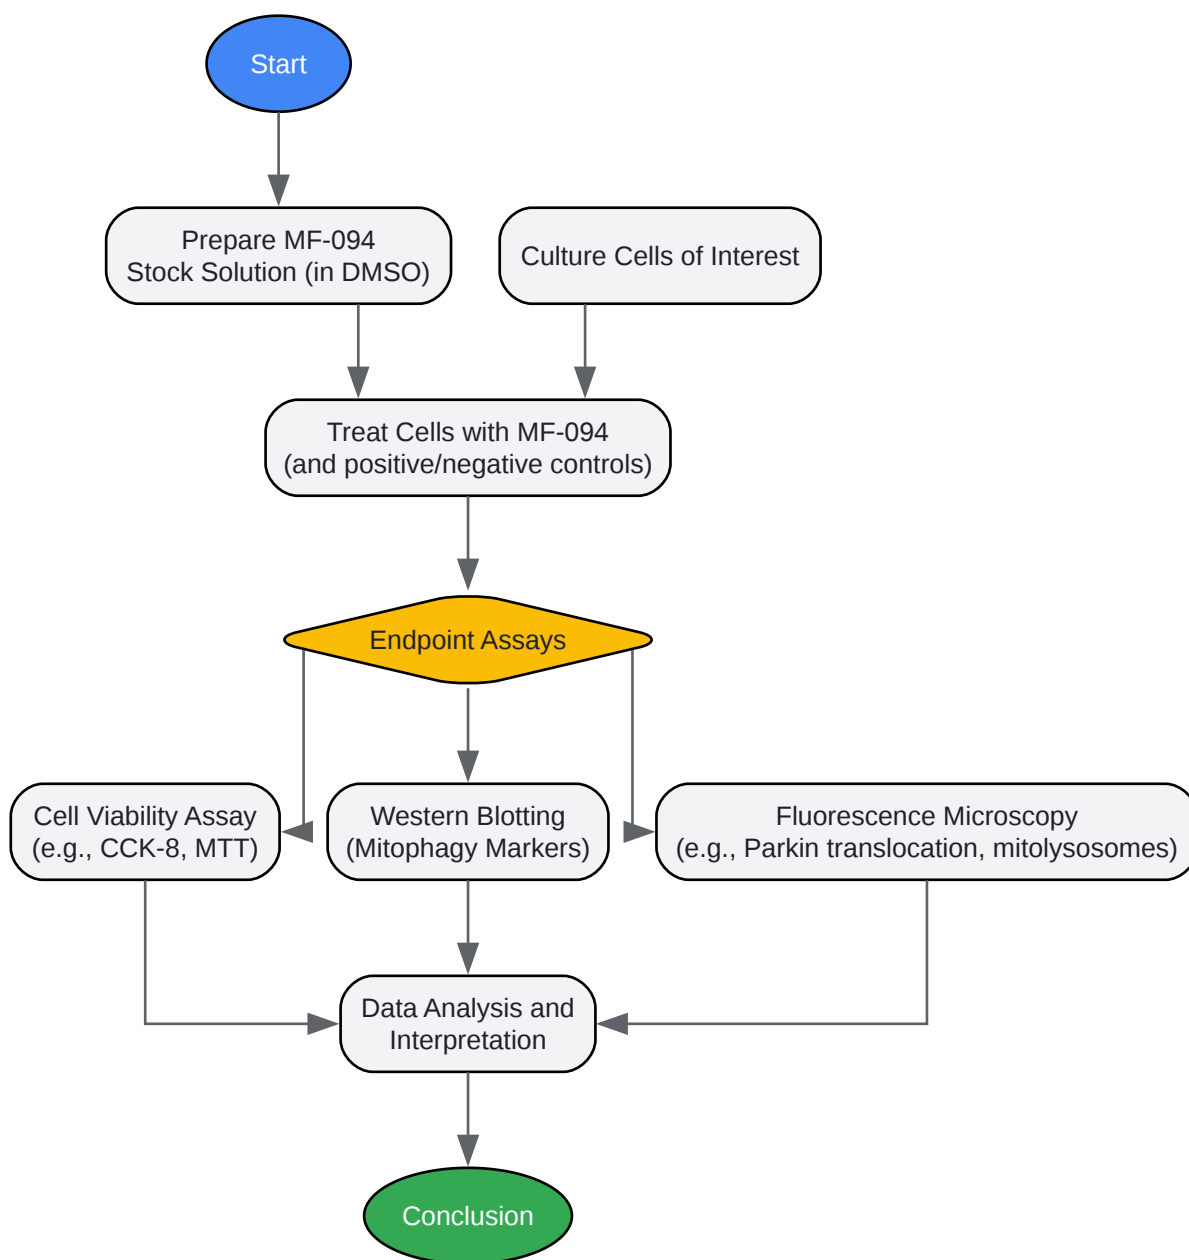 Start
Prepare MF-094
Stock Solution (in DMSO)
Culture Cells of Interest
Treat Cells with MF-094
(and positive/negative controls)
Endpoint Assays
Cell Viability Assay
(e.g., CCK-8, MTT)
Western Blotting
(Mitophagy Markers)
Fluorescence Microscopy
(e.g., Parkin translocation, mitolysosomes)
Data Analysis and
Interpretation
Conclusion